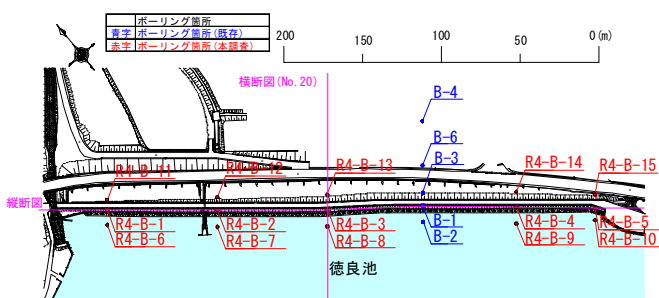 ボーリング箇所
青字 ボーリング箇所(既存)
赤字 ボーリング箇所(本調査)
200 150 100 50 0(m)
横断図(No.20)
B-4
B-6
B-3
R4-B-11 R4-B-12 R4-B-13 R4-B-14 R4-B-15
縦断図
R4-B-1 R4-B-2 R4-B-3 B-1 R4-B-4 R4-B-5
R4-B-6 R4-B-7 R4-B-8 B-2 R4-B-9 R4-B-10
徳良池